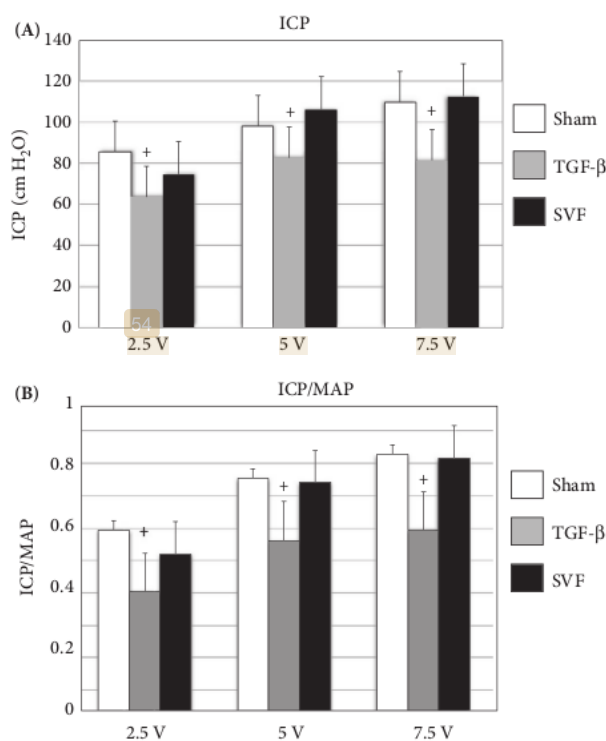 (A)
ICP
140
120
100
80
60
40
20
0
ICP (cm H₂O)
+
+
+
54
2.5 V
5 V
7.5 V
Sham
TGF-β
SVF
(B)
ICP/MAP
1
0.8
0.6
0.4
0.2
0
ICP/MAP
+
+
+
2.5 V
5 V
7.5 V
Sham
TGF-β
SVF